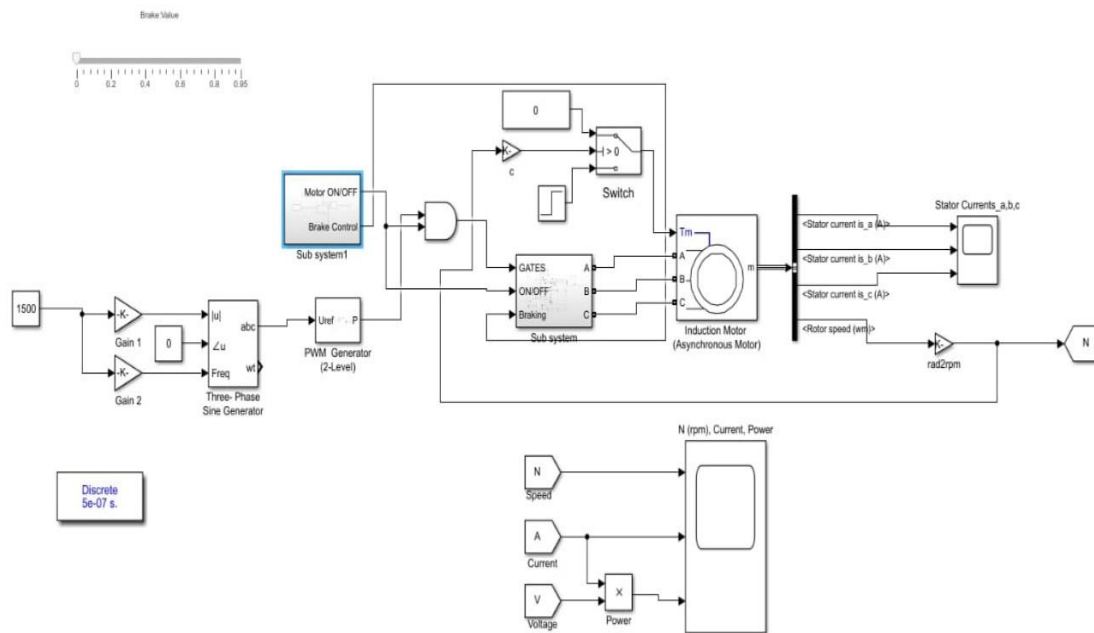 Brake Value
0
0.2
0.4
0.6
0.8
0.95
0
K-
c
> 0
Switch
Motor ON/OFF
Brake Control
Sub system1
GATES
ON/OFF
Braking
A
B
C
Sub system
Tm
A
B
C
m
Induction Motor
(Asynchronous Motor)
Stator Currents_a,b,c
<Stator current is_a (A)>
<Stator current is_b (A)>
<Stator current is_c (A)>
<Rotor speed (wm)>
K-
rad2rpm
N
1500
-K-
Gain 1
0
-K-
Gain 2
|u|
∠u
Freq
abc
wt
Three- Phase
Sine Generator
Uref
P
PWM Generator
(2-Level)
N (rpm), Current, Power
N
Speed
A
Current
V
Voltage
×
Power
Discrete
5e-07 s.